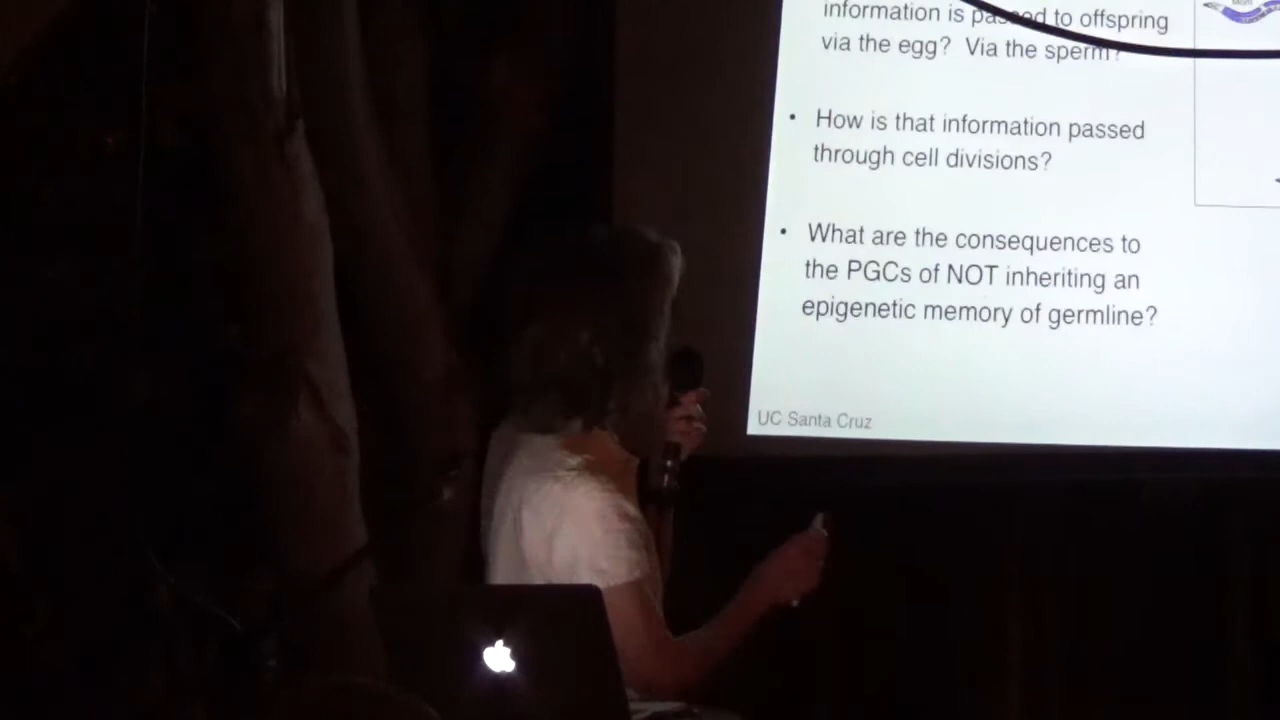 information is passed to offspring
via the egg? Via the sperm?
• How is that information passed
through cell divisions?
• What are the consequences to
the PGCs of NOT inheriting an
epigenetic memory of germline?
UC Santa Cruz